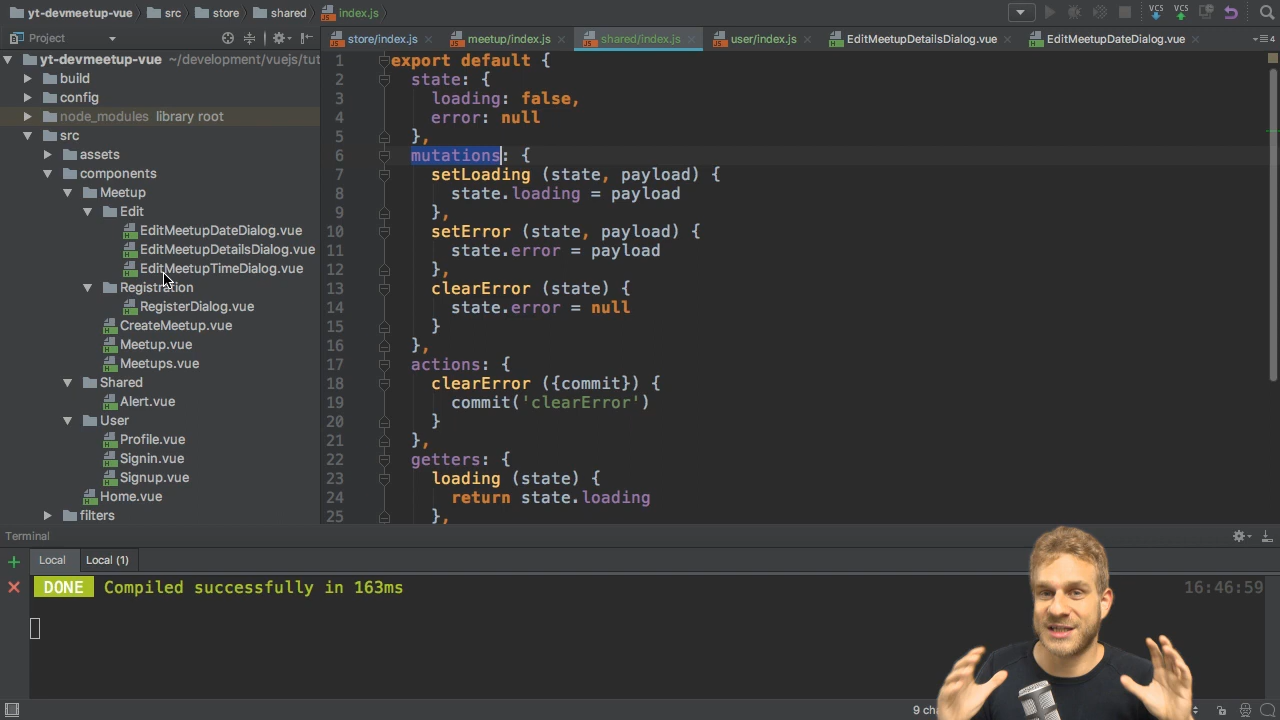 yt-devmeetup-vue src store shared index.js
VCS VCS
Project
store/index.js meetup/index.js shared/index.js user/index.js EditMeetupDetailsDialog.vue EditMeetupDateDialog.vue 4
yt-devmeetup-vue ~/development/vuejs/tut
build
config
node_modules library root
src
assets
components
Meetup
Edit
EditMeetupDateDialog.vue
EditMeetupDetailsDialog.vue
EditMeetupTimeDialog.vue
Registration
RegisterDialog.vue
CreateMeetup.vue
Meetup.vue
Meetups.vue
Shared
Alert.vue
User
Profile.vue
Signin.vue
Signup.vue
Home.vue
filters
1 export default {
2 state: {
3 loading: false,
4 error: null
5 },
6 mutations: {
7 setLoading (state, payload) {
8 state.loading = payload
9 },
10 setError (state, payload) {
11 state.error = payload
12 },
13 clearError (state) {
14 state.error = null
15 }
16 },
17 actions: {
18 clearError ({commit}) {
19 commit('clearError')
20 }
21 },
22 getters: {
23 loading (state) {
24 return state.loading
25 },
Terminal
Local Local (1)
DONE Compiled successfully in 163ms 16:46:59
9